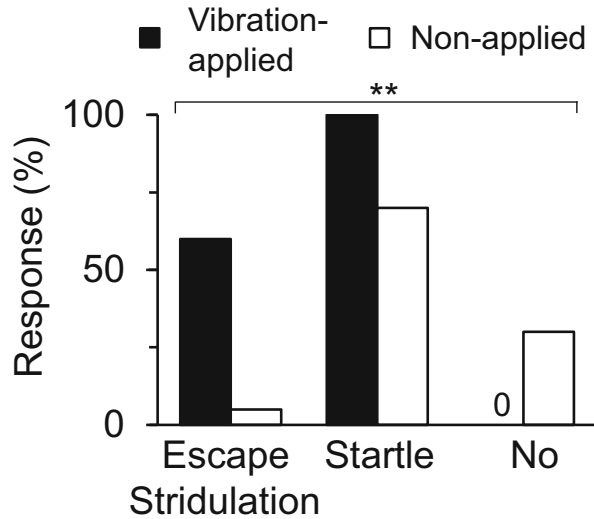 Vibration-
applied
Non-applied
**
Response (%)
100
50
0
0
Escape Startle No
Stridulation